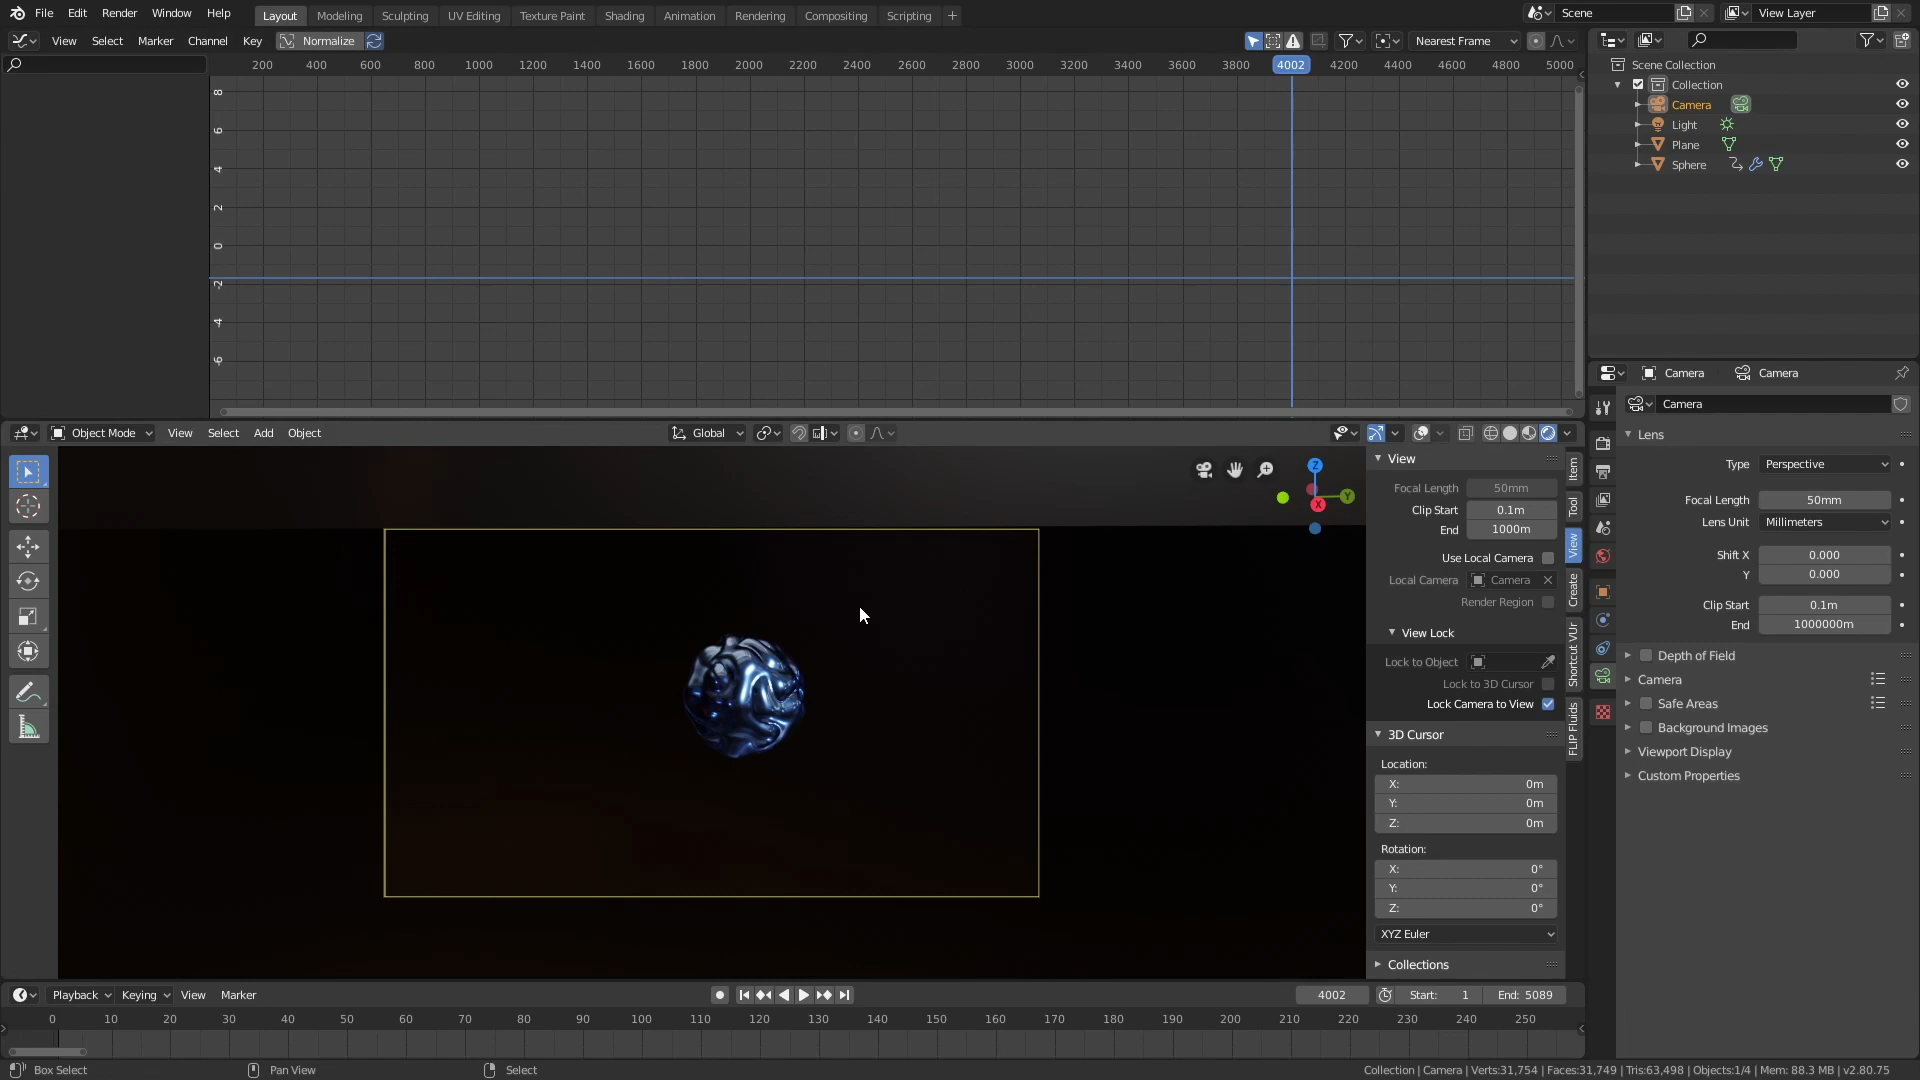 File Edit Render Window Help Layout Modeling Sculpting UV Editing Texture Paint Shading Animation Rendering Compositing Scripting + Scene View Layer
View Select Marker Channel Key Normalize Nearest Frame
200 400 600 800 1000 1200 1400 1600 1800 2000 2200 2400 2600 2800 3000 3200 3400 3600 3800 4002 4200 4400 4600 4800 5000
8
6
4
2
0
-2
-4
-6
Scene Collection
Collection
Camera
Light
Plane
Sphere
Object Mode View Select Add Object Global
Z
Y
X
View
Focal Length 50mm
Clip Start 0.1m
End 1000m
Use Local Camera
Local Camera Camera
Render Region
View Lock
Lock to Object
Lock to 3D Cursor
Lock Camera to View
3D Cursor
Location:
X: 0m
Y: 0m
Z: 0m
Rotation:
X: 0°
Y: 0°
Z: 0°
XYZ Euler
Collections
Item
Tool
View
Create
Shortcut VUr
FLIP Fluids
Camera Camera
Camera
Lens
Type Perspective
Focal Length 50mm
Lens Unit Millimeters
Shift X 0.000
Y 0.000
Clip Start 0.1m
End 1000000m
Depth of Field
Camera
Safe Areas
Background Images
Viewport Display
Custom Properties
Playback Keying View Marker 4002 Start: 1 End: 5089
0 10 20 30 40 50 60 70 80 90 100 110 120 130 140 150 160 170 180 190 200 210 220 230 240 250
Box Select Pan View Select Collection | Camera | Verts:31,754 | Faces:31,749 | Tris:63,498 | Objects:1/4 | Mem: 88.3 MB | v2.80.75